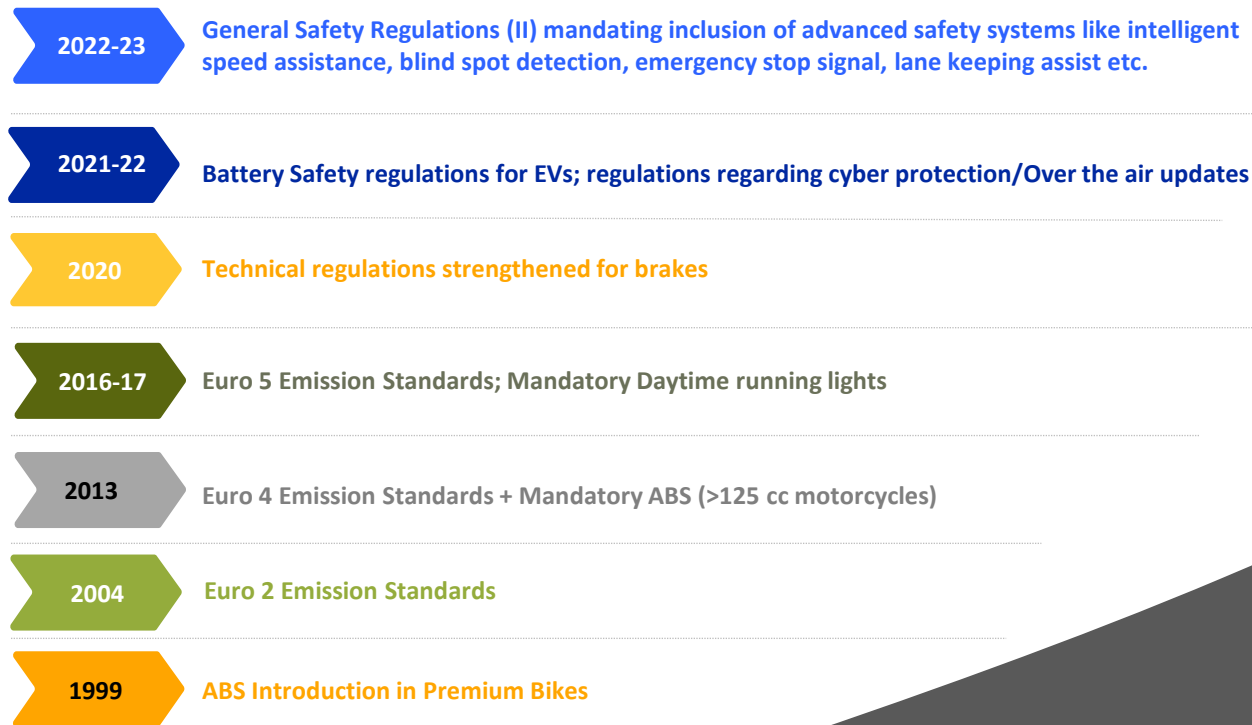 2022-23
General Safety Regulations (II) mandating inclusion of advanced safety systems like intelligent
speed assistance, blind spot detection, emergency stop signal, lane keeping assist etc.
2021-22
Battery Safety regulations for EVs; regulations regarding cyber protection/Over the air updates
2020
Technical regulations strengthened for brakes
2016-17
Euro 5 Emission Standards; Mandatory Daytime running lights
2013
Euro 4 Emission Standards + Mandatory ABS (>125 cc motorcycles)
2004
Euro 2 Emission Standards
1999
ABS Introduction in Premium Bikes